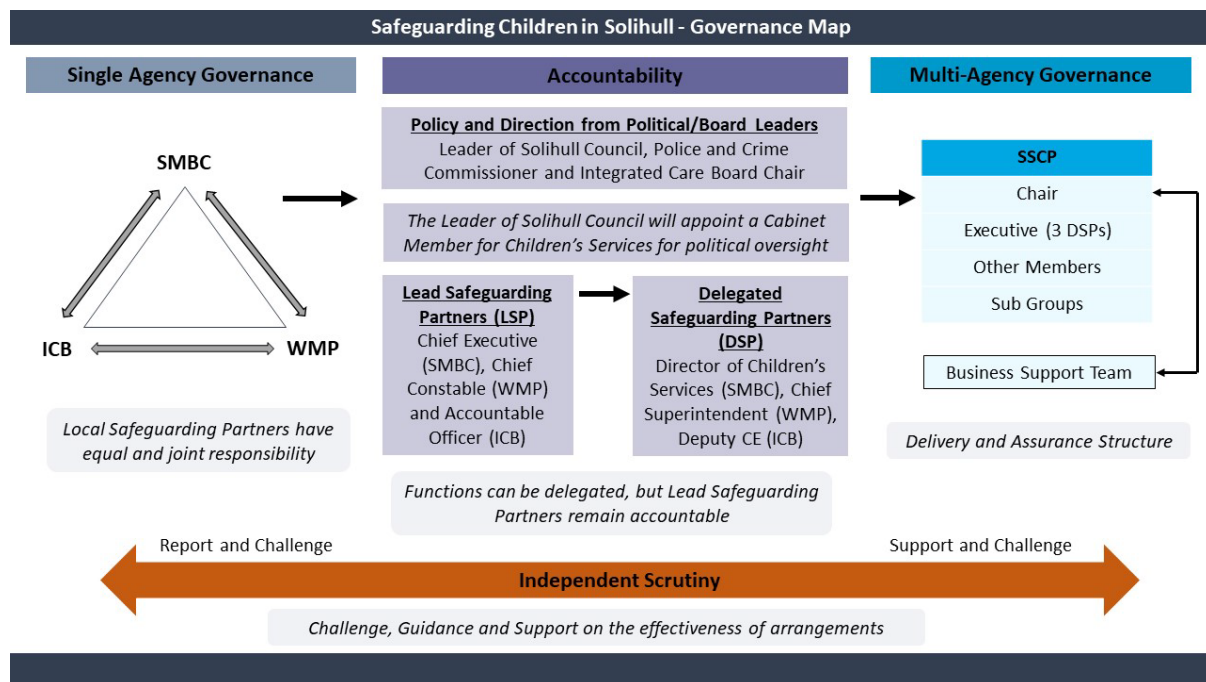 Safeguarding Children in Solihull - Governance Map
Single Agency Governance
SMBC
ICB
WMP
Local Safeguarding Partners have
equal and joint responsibility
Accountability
Policy and Direction from Political/Board Leaders
Leader of Solihull Council, Police and Crime
Commissioner and Integrated Care Board Chair
The Leader of Solihull Council will appoint a Cabinet
Member for Children’s Services for political oversight
Lead Safeguarding
Partners (LSP)
Chief Executive
(SMBC), Chief
Constable (WMP)
and Accountable
Officer (ICB)
Delegated
Safeguarding Partners
(DSP)
Director of Children’s
Services (SMBC), Chief
Superintendent (WMP),
Deputy CE (ICB)
Functions can be delegated, but Lead Safeguarding
Partners remain accountable
Multi-Agency Governance
SSCP
Chair
Executive (3 DSPs)
Other Members
Sub Groups
Business Support Team
Delivery and Assurance Structure
Report and Challenge
Support and Challenge
Independent Scrutiny
Challenge, Guidance and Support on the effectiveness of arrangements